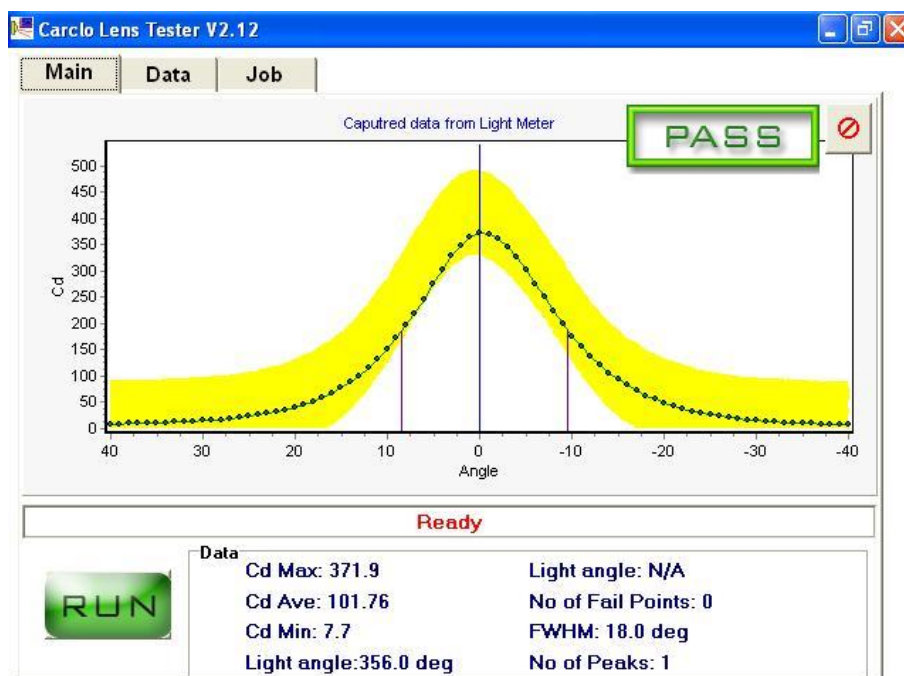 Carclo Lens Tester V2.12
Main Data Job
Caputred data from Light Meter
PASS
500
450
400
350
300
250
200
150
100
50
0
Cd
40 30 20 10 0 -10 -20 -30 -40
Angle
Ready
RUN
Data
Cd Max: 371.9 Light angle: N/A
Cd Ave: 101.76 No of Fail Points: 0
Cd Min: 7.7 FWHM: 18.0 deg
Light angle:356.0 deg No of Peaks: 1